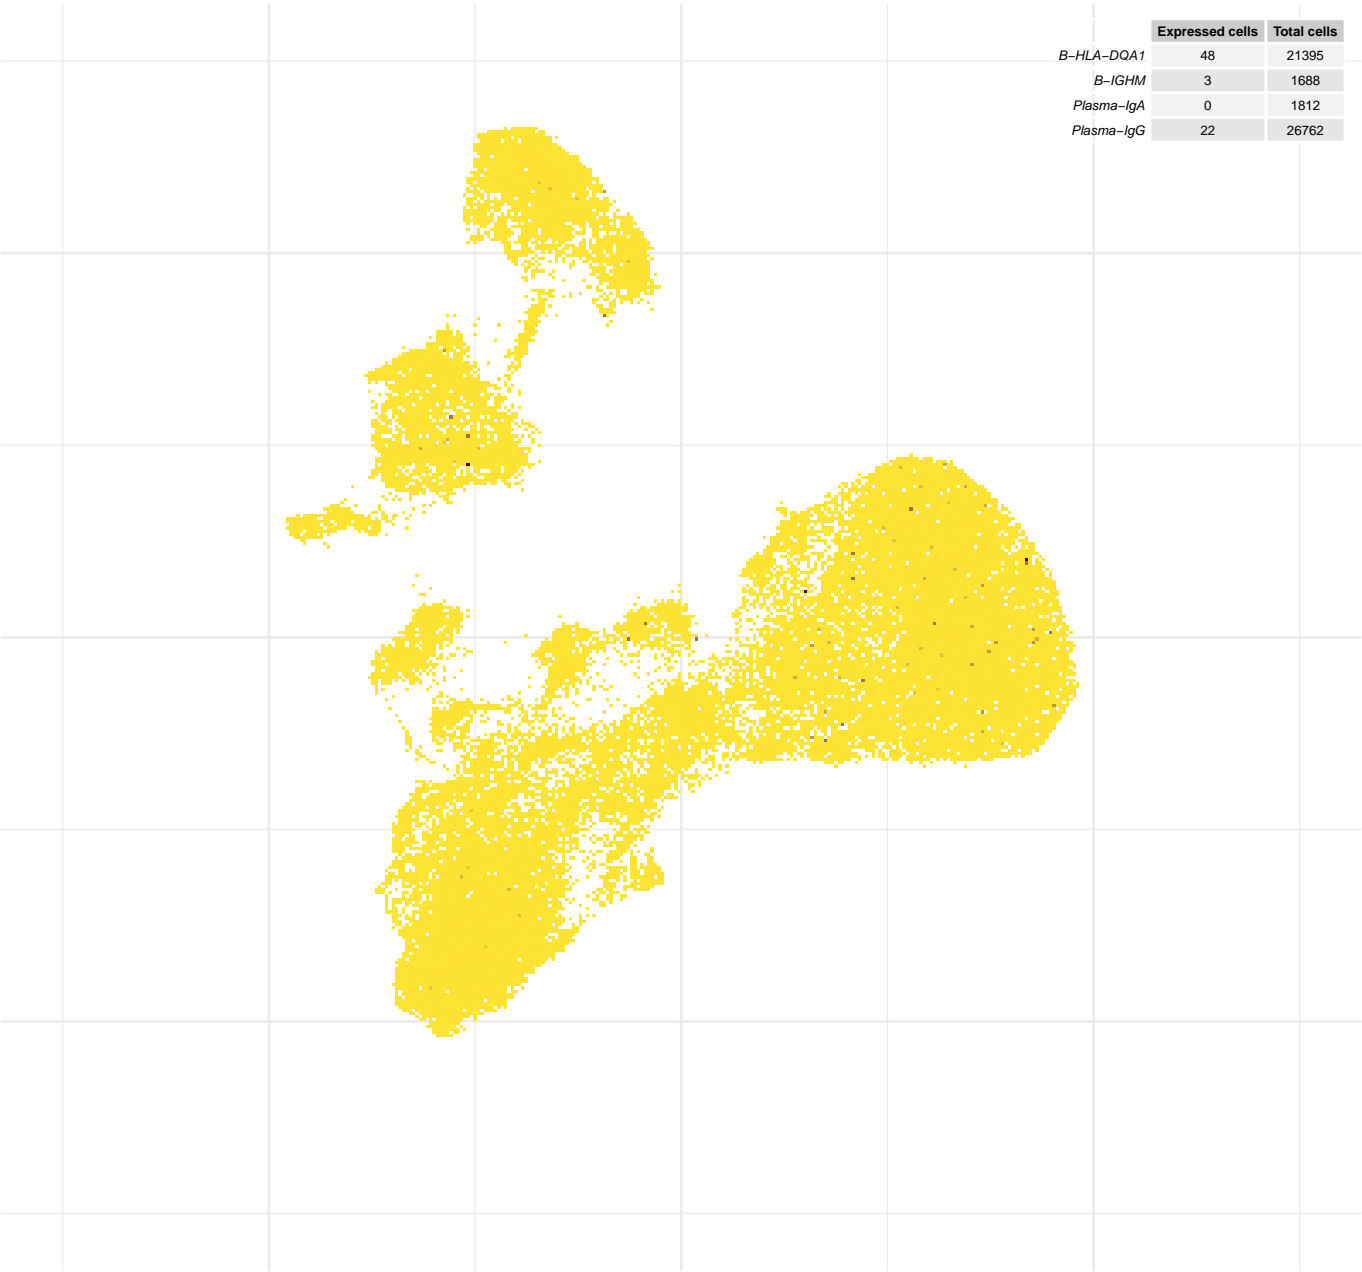 Expressed cells Total cells
B−HLA−DQA1 48 21395
B−IGHM 3 1688
Plasma−IgA 0 1812
Plasma−IgG 22 26762